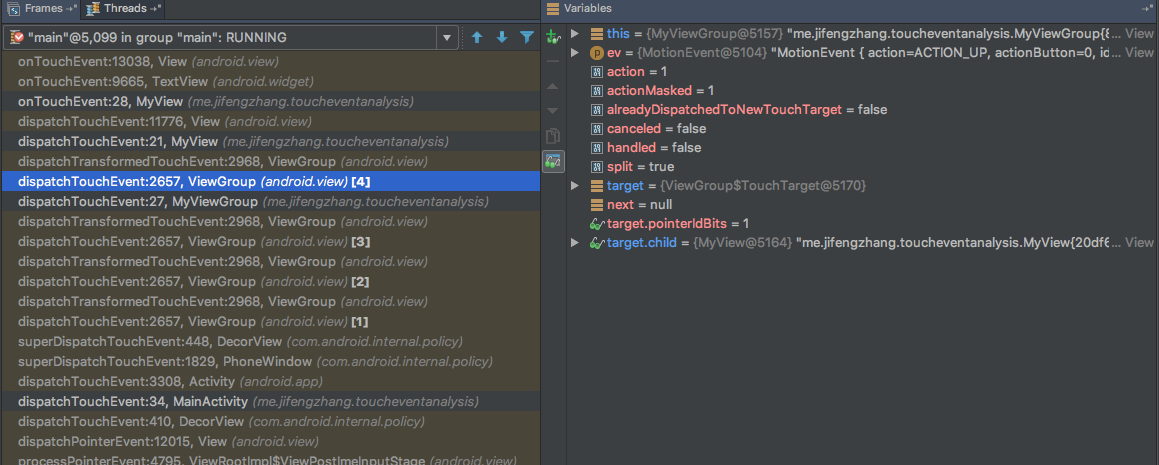 Frames
Threads
Variables
"main"@5,099 in group "main": RUNNING
onTouchEvent:13038, View (android.view)
onTouchEvent:9665, TextView (android.widget)
onTouchEvent:28, MyView (me.jifengzhang.toucheventanalysis)
dispatchTouchEvent:11776, View (android.view)
dispatchTouchEvent:21, MyView (me.jifengzhang.toucheventanalysis)
dispatchTransformedTouchEvent:2968, ViewGroup (android.view)
dispatchTouchEvent:2657, ViewGroup (android.view) [4]
dispatchTouchEvent:27, MyViewGroup (me.jifengzhang.toucheventanalysis)
dispatchTransformedTouchEvent:2968, ViewGroup (android.view)
dispatchTouchEvent:2657, ViewGroup (android.view) [3]
dispatchTransformedTouchEvent:2968, ViewGroup (android.view)
dispatchTouchEvent:2657, ViewGroup (android.view) [2]
dispatchTransformedTouchEvent:2968, ViewGroup (android.view)
dispatchTouchEvent:2657, ViewGroup (android.view) [1]
superDispatchTouchEvent:448, DecorView (com.android.internal.policy)
superDispatchTouchEvent:1829, PhoneWindow (com.android.internal.policy)
dispatchTouchEvent:3308, Activity (android.app)
dispatchTouchEvent:34, MainActivity (me.jifengzhang.toucheventanalysis)
dispatchTouchEvent:410, DecorView (com.android.internal.policy)
dispatchPointerEvent:12015, View (android.view)
processPointerEvent:4795, ViewRootImpl$ViewPostImeInputStage (android.view)
this = {MyViewGroup@5157} "me.jifengzhang.toucheventanalysis.MyViewGroup{8... View
ev = {MotionEvent@5104} "MotionEvent { action=ACTION_UP, actionButton=0, id... View
action = 1
actionMasked = 1
alreadyDispatchedToNewTouchTarget = false
canceled = false
handled = false
split = true
target = {ViewGroup$TouchTarget@5170}
next = null
target.pointerIdBits = 1
target.child = {MyView@5164} "me.jifengzhang.toucheventanalysis.MyView{20df6... View